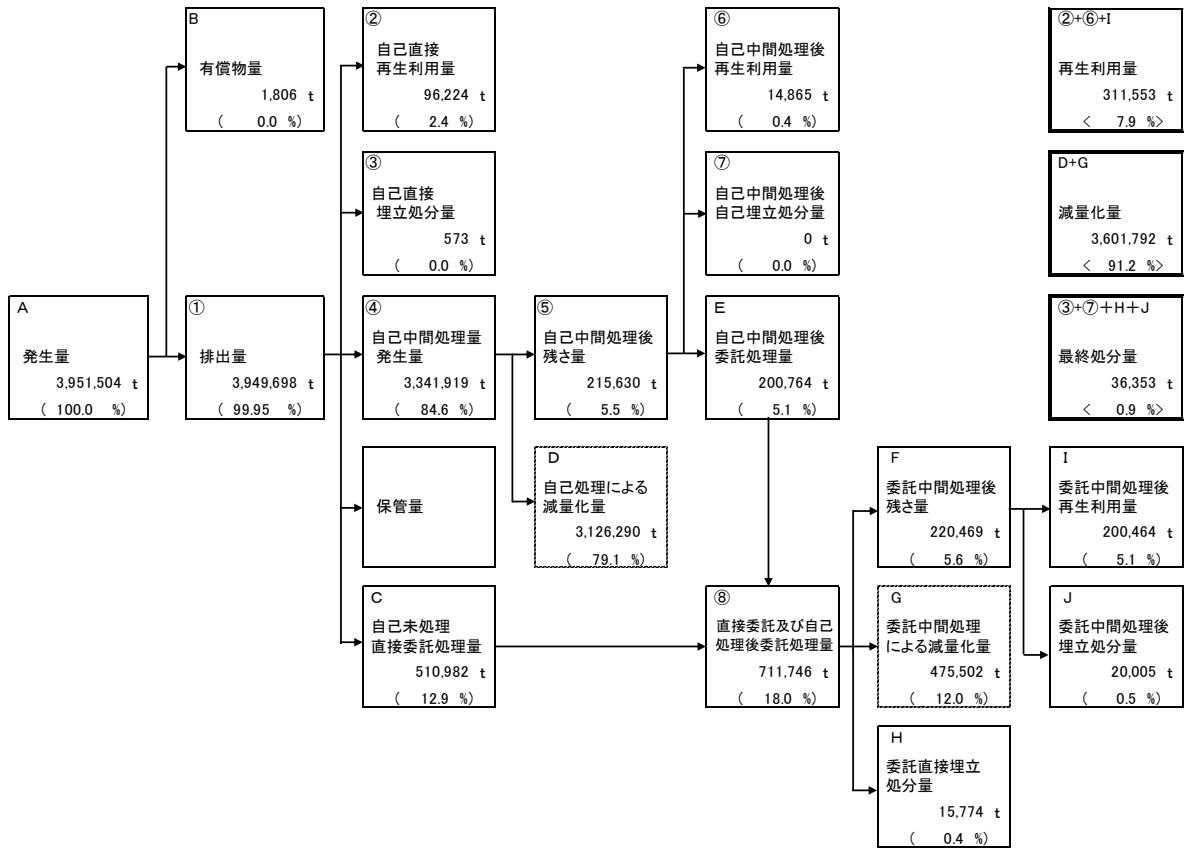 B
有償物量
1,806 t
( 0.0 %)
②
自己直接
再生利用量
96,224 t
( 2.4 %)
⑥
自己中間処理後
再生利用量
14,865 t
( 0.4 %)
②+⑥+I
再生利用量
311,553 t
< 7.9 %>
③
自己直接
埋立処分量
573 t
( 0.0 %)
⑦
自己中間処理後
自己埋立処分量
0 t
( 0.0 %)
D+G
減量化量
3,601,792 t
< 91.2 %>
A
発生量
3,951,504 t
( 100.0 %)
①
排出量
3,949,698 t
( 99.95 %)
④
自己中間処理量
発生量
3,341,919 t
( 84.6 %)
⑤
自己中間処理後
残さ量
215,630 t
( 5.5 %)
E
自己中間処理後
委託処理量
200,764 t
( 5.1 %)
③+⑦+H+J
最終処分量
36,353 t
< 0.9 %>
保管量
D
自己処理による
減量化量
3,126,290 t
( 79.1 %)
F
委託中間処理後
残さ量
220,469 t
( 5.6 %)
I
委託中間処理後
再生利用量
200,464 t
( 5.1 %)
C
自己未処理
直接委託処理量
510,982 t
( 12.9 %)
⑧
直接委託及び自己
処理後委託処理量
711,746 t
( 18.0 %)
G
委託中間処理
による減量化量
475,502 t
( 12.0 %)
J
委託中間処理後
埋立処分量
20,005 t
( 0.5 %)
H
委託直接埋立
処分量
15,774 t
( 0.4 %)